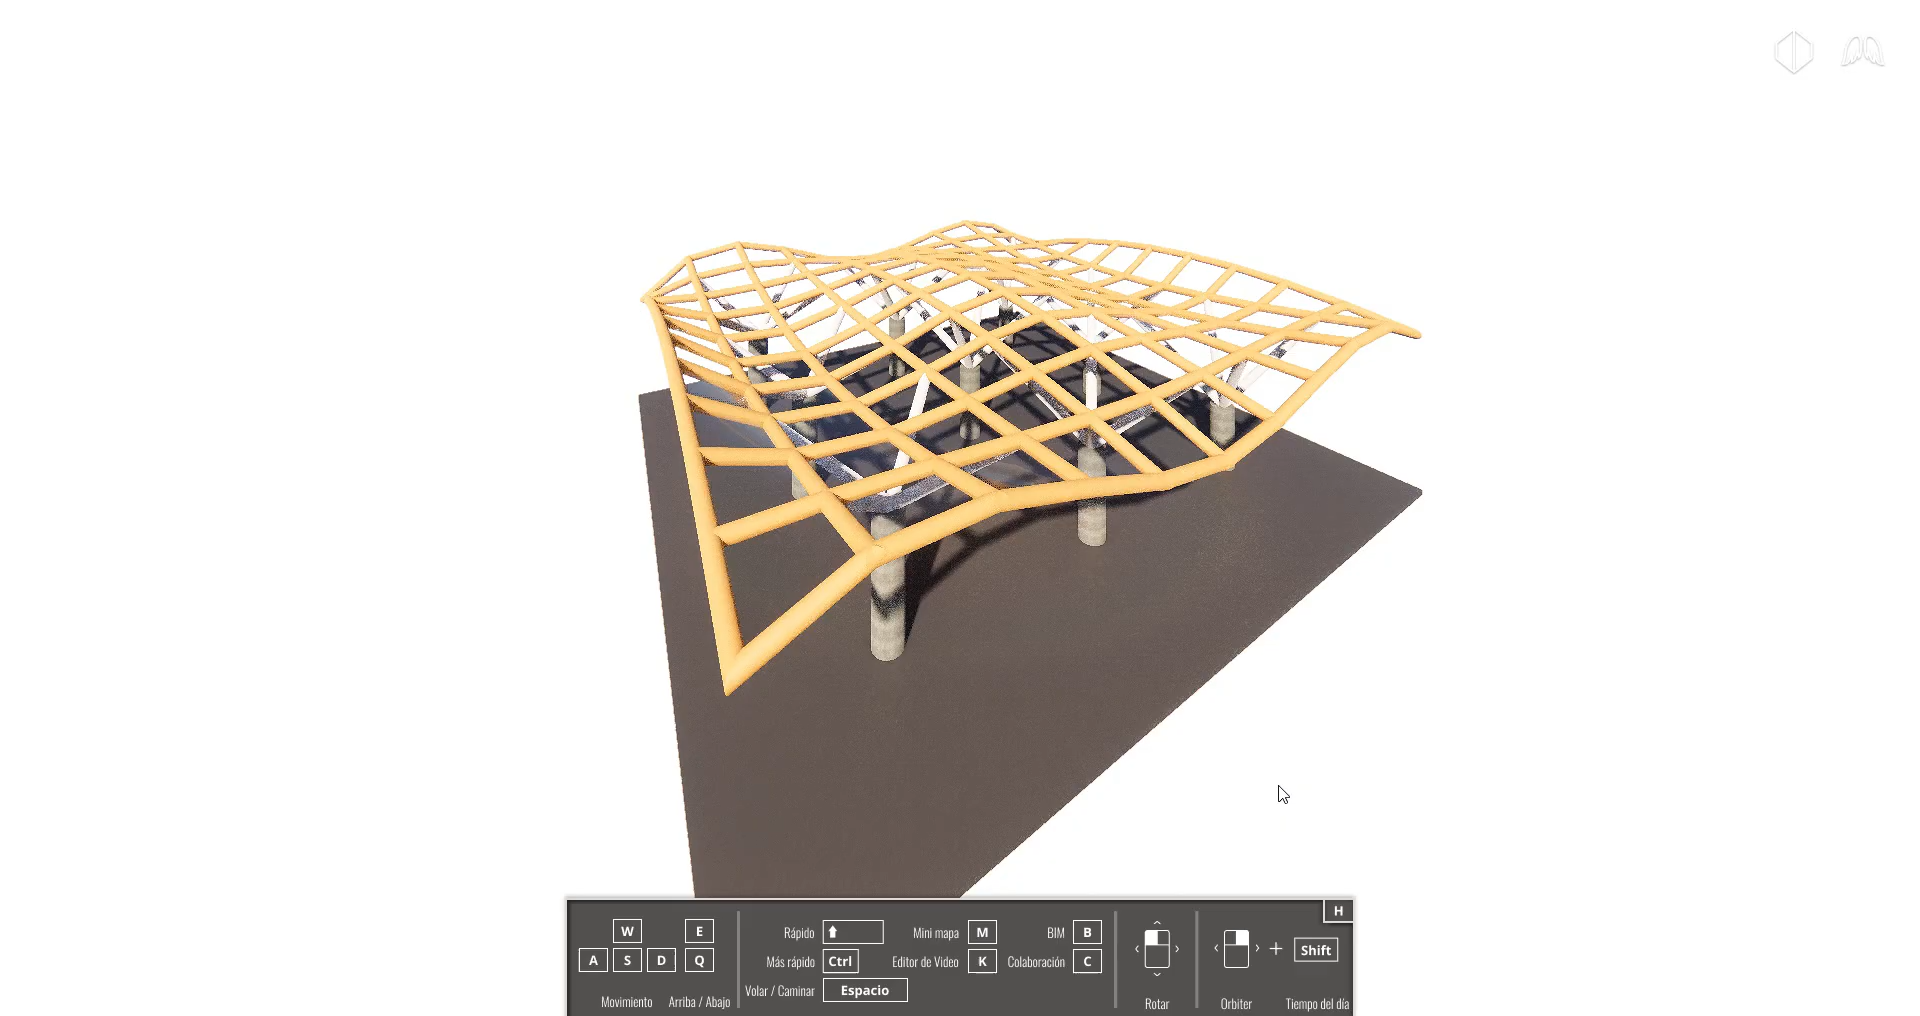 H
W
E
A
S
D
Q
Movimiento
Arriba / Abajo
Rápido
Más rápido
Ctrl
Volar / Caminar
Espacio
Mini mapa
M
Editor de Video
K
BIM
B
Colaboración
C
Rotar
+
Shift
Orbiter
Tiempo del día